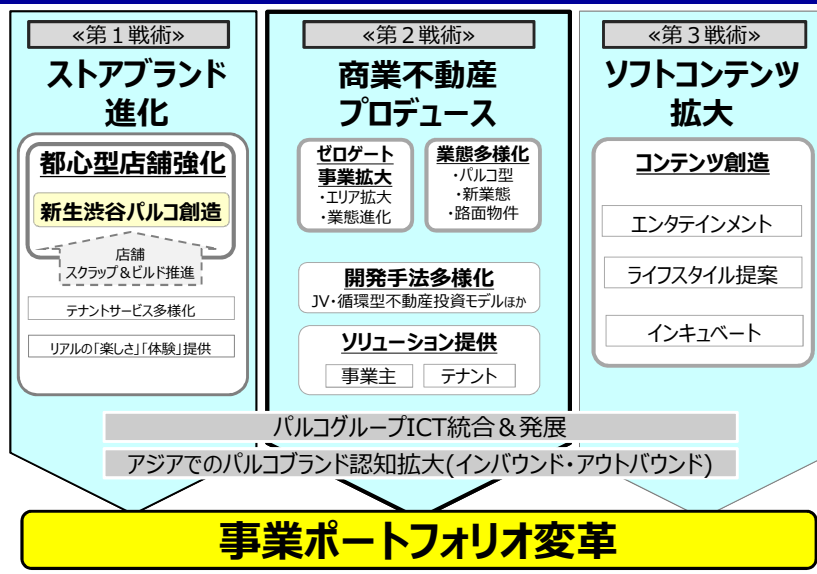 ≪第１戦術≫
ストアブランド
進化
都心型店舗強化
新生渋谷パルコ創造
店舗
スクラップ＆ビルド推進
テナントサービス多様化
リアルの「楽しさ」「体験」提供
≪第２戦術≫
商業不動産
プロデュース
ゼロゲート
事業拡大
・エリア拡大
・業態進化
業態多様化
・パルコ型
・新業態
・路面物件
開発手法多様化
JV・循環型不動産投資モデルほか
ソリューション提供
事業主
テナント
≪第３戦術≫
ソフトコンテンツ
拡大
コンテンツ創造
エンタテインメント
ライフスタイル提案
インキュベート
パルコグループICT統合＆発展
アジアでのパルコブランド認知拡大(インバウンド・アウトバウンド)
事業ポートフォリオ変革